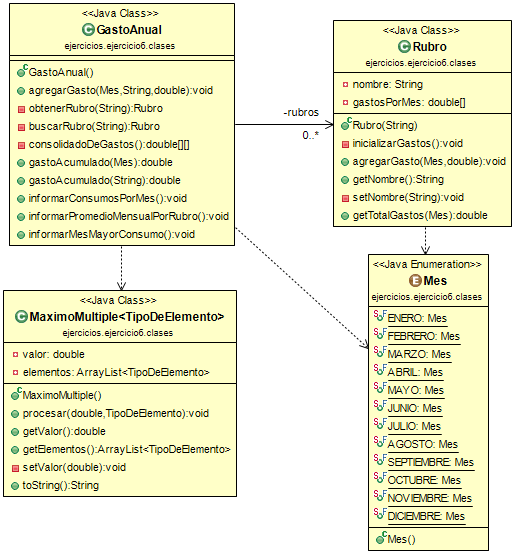 <<Java Class>>
GastoAnual
ejercicios.ejercicio6.clases
GastoAnual()
agregarGasto(Mes,String,double):void
obtenerRubro(String):Rubro
buscarRubro(String):Rubro
consolidadoDeGastos():double[][]
gastoAcumulado(Mes):double
gastoAcumulado(String):double
informarConsumosPorMes():void
informarPromedioMensualPorRubro():void
informarMesMayorConsumo():void
-rubros
0..*
<<Java Class>>
Rubro
ejercicios.ejercicio6.clases
nombre: String
gastosPorMes: double[]
Rubro(String)
inicializarGastos():void
agregarGasto(Mes,double):void
getNombre():String
setNombre(String):void
getTotalGastos(Mes):double
<<Java Class>>
MaximoMultiple<TipoDeElemento>
ejercicios.ejercicio6.clases
valor: double
elementos: ArrayList<TipoDeElemento>
MaximoMultiple()
procesar(double,TipoDeElemento):void
getValor():double
getElementos():ArrayList<TipoDeElemento>
setValor(double):void
toString():String
<<Java Enumeration>>
Mes
ejercicios.ejercicio6.clases
ENERO: Mes
FEBRERO: Mes
MARZO: Mes
ABRIL: Mes
MAYO: Mes
JUNIO: Mes
JULIO: Mes
AGOSTO: Mes
SEPTIEMBRE: Mes
OCTUBRE: Mes
NOVIEMBRE: Mes
DICIEMBRE: Mes
Mes()